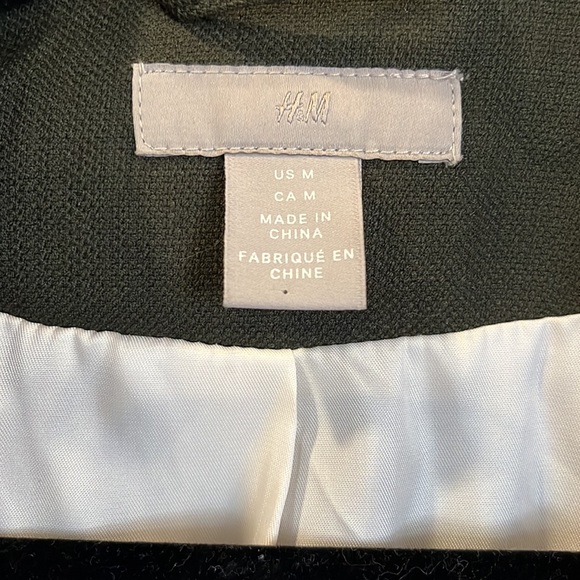 H&M
US M
CA M
MADE IN
CHINA
FABRIQUÉ EN
CHINE